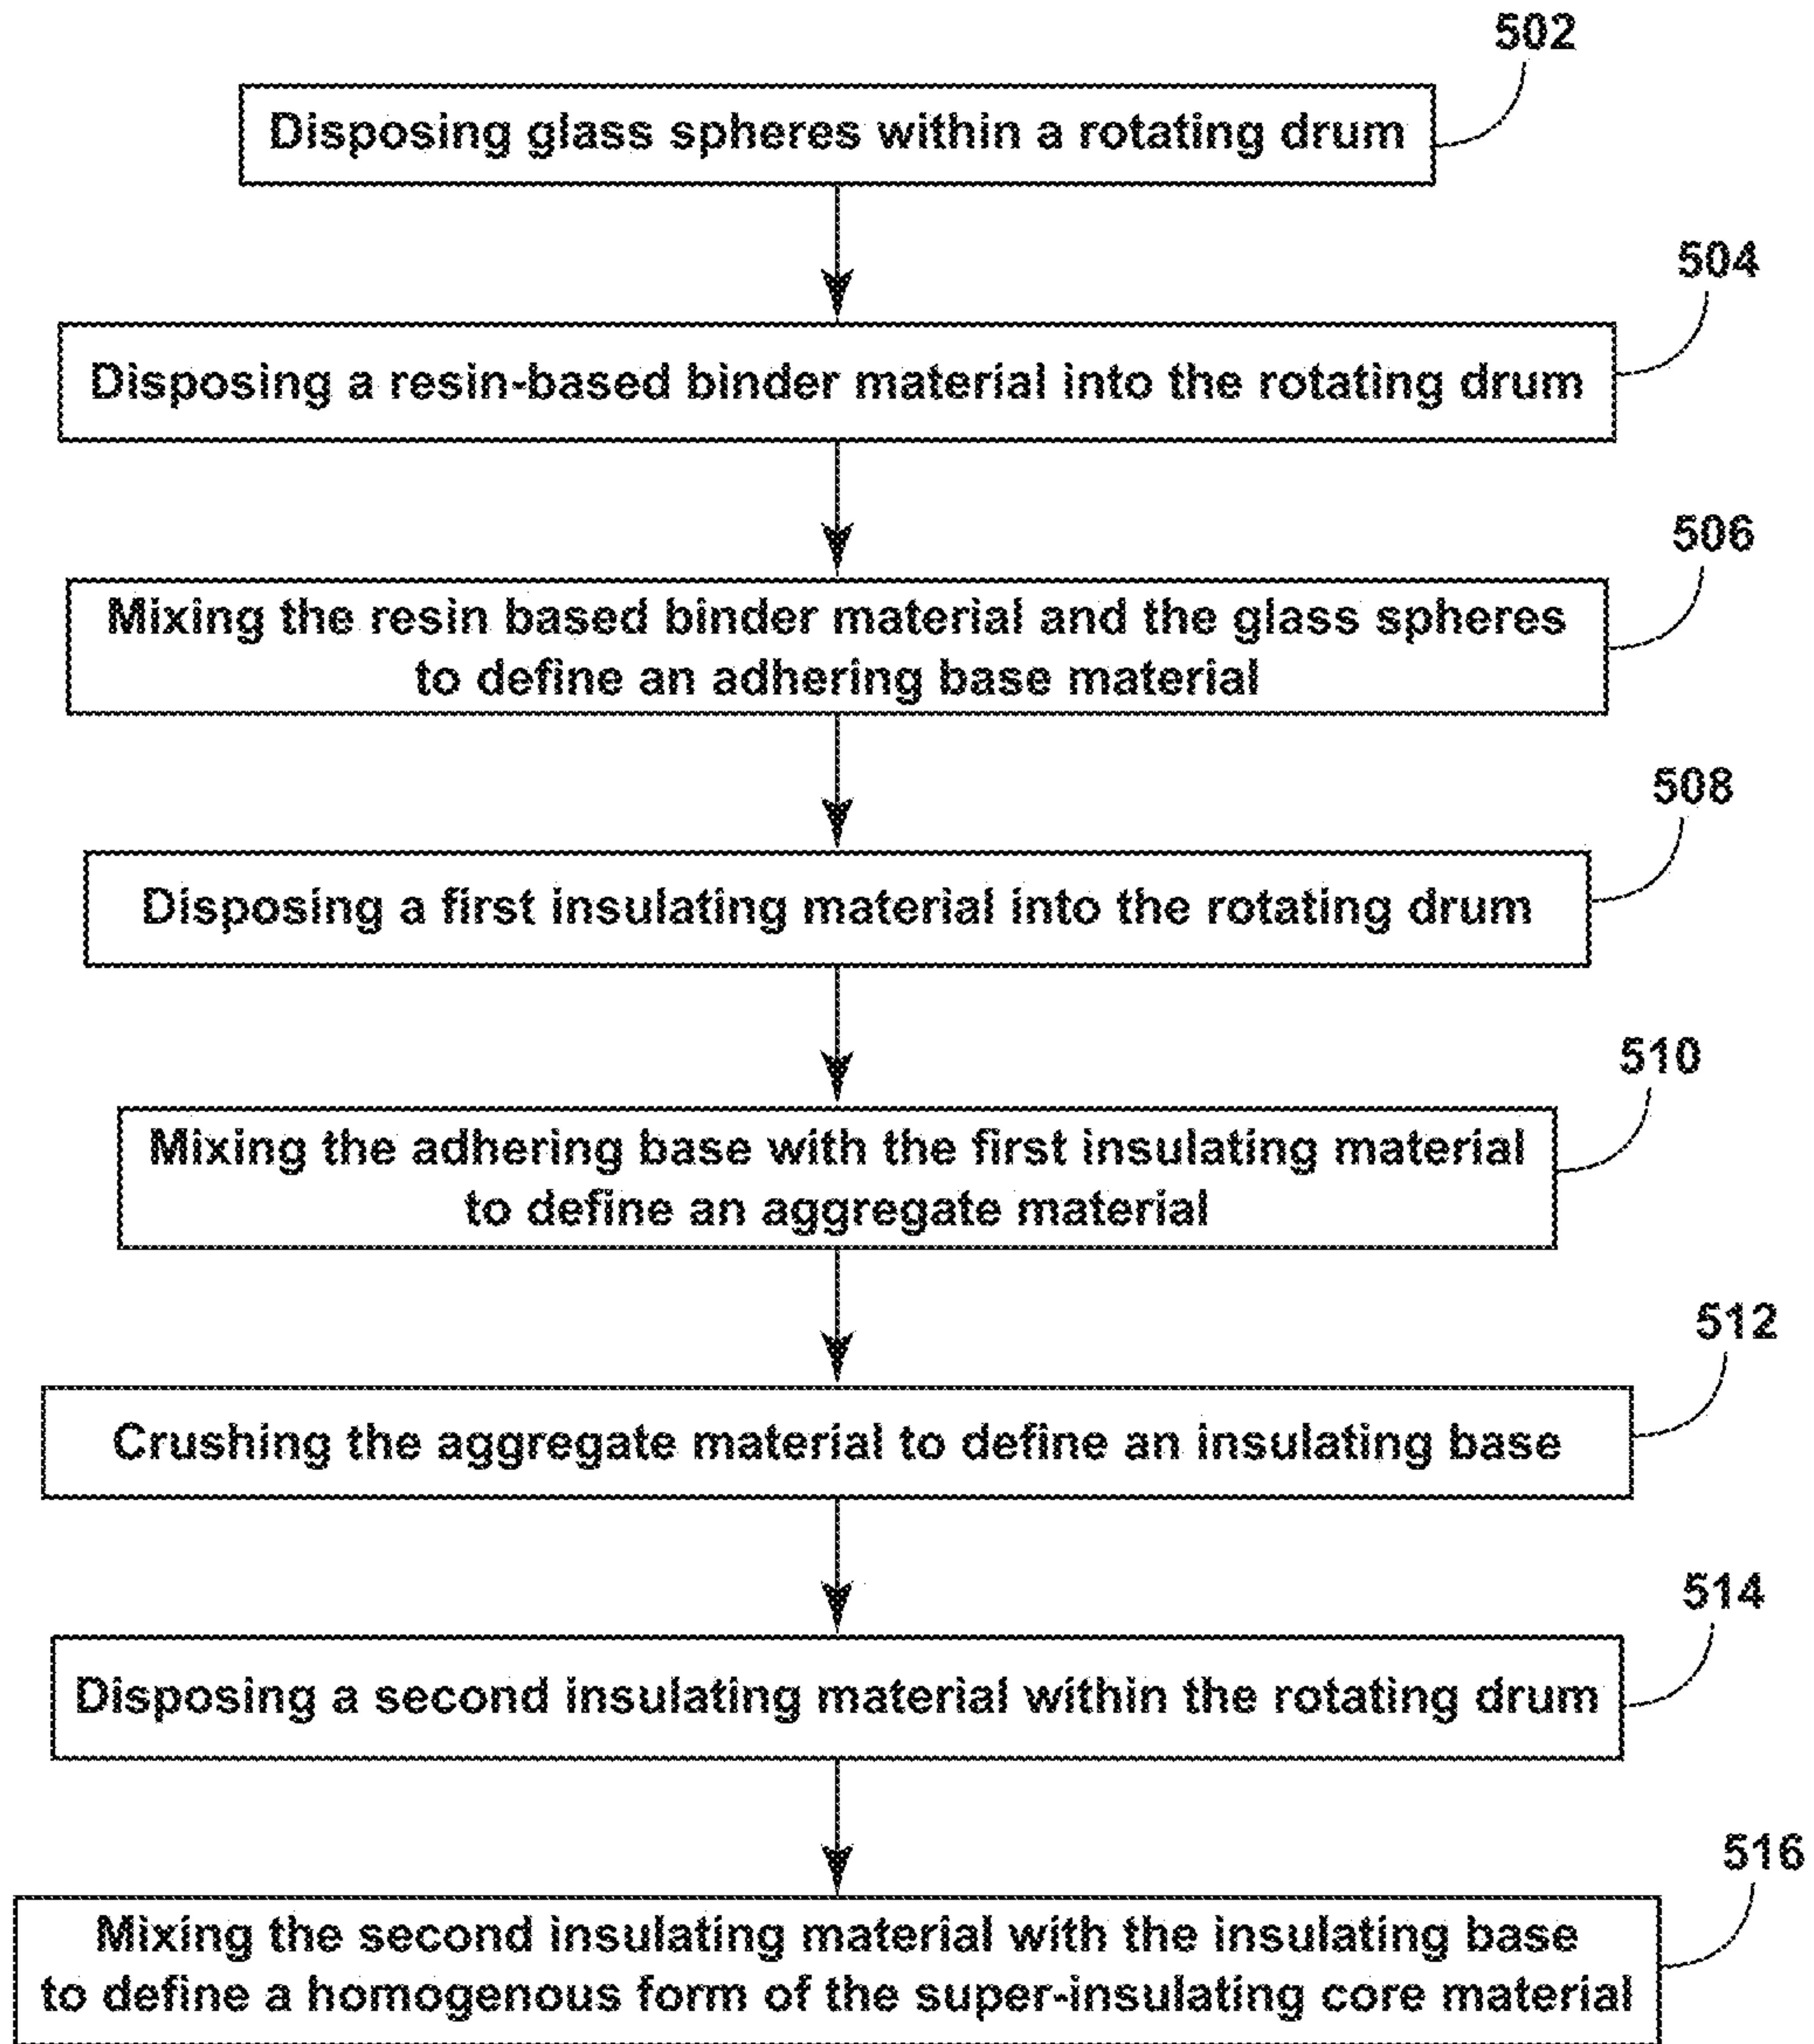 502
Disposing glass spheres within a rotating drum
504
Disposing a resin-based binder material into the rotating drum
506
Mixing the resin based binder material and the glass spheres
to define an adhering base material
508
Disposing a first insulating material into the rotating drum
510
Mixing the adhering base with the first insulating material
to define an aggregate material
512
Crushing the aggregate material to define an insulating base
514
Disposing a second insulating material within the rotating drum
516
Mixing the second insulating material with the insulating base
to define a homogenous form of the super-insulating core material